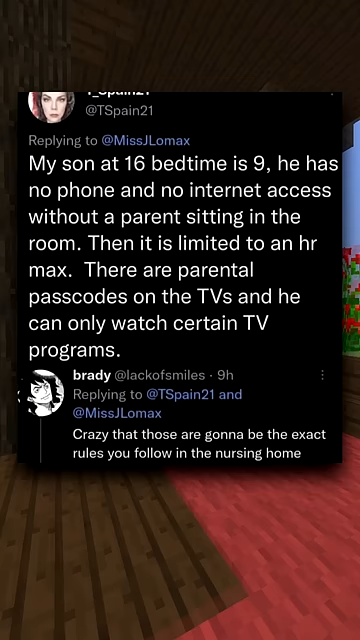 @TSpain21
Replying to @MissJLomax
My son at 16 bedtime is 9, he has
no phone and no internet access
without a parent sitting in the
room. Then it is limited to an hr
max.  There are parental
passcodes on the TVs and he
can only watch certain TV
programs.
brady @lackofsmiles · 9h
Replying to @TSpain21 and
@MissJLomax
Crazy that those are gonna be the exact
rules you follow in the nursing home